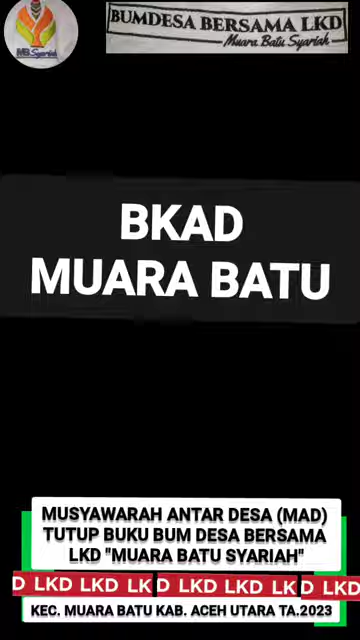 MB Syariah
BUMDESA BERSAMA LKD
Muara Batu Syariah
BKAD
MUARA BATU
MUSYAWARAH ANTAR DESA (MAD)
TUTUP BUKU BUM DESA BERSAMA
LKD "MUARA BATU SYARIAH"
D LKD LKD LK D LKD LKD LK D LKD
KEC. MUARA BATU KAB. ACEH UTARA TA.2023